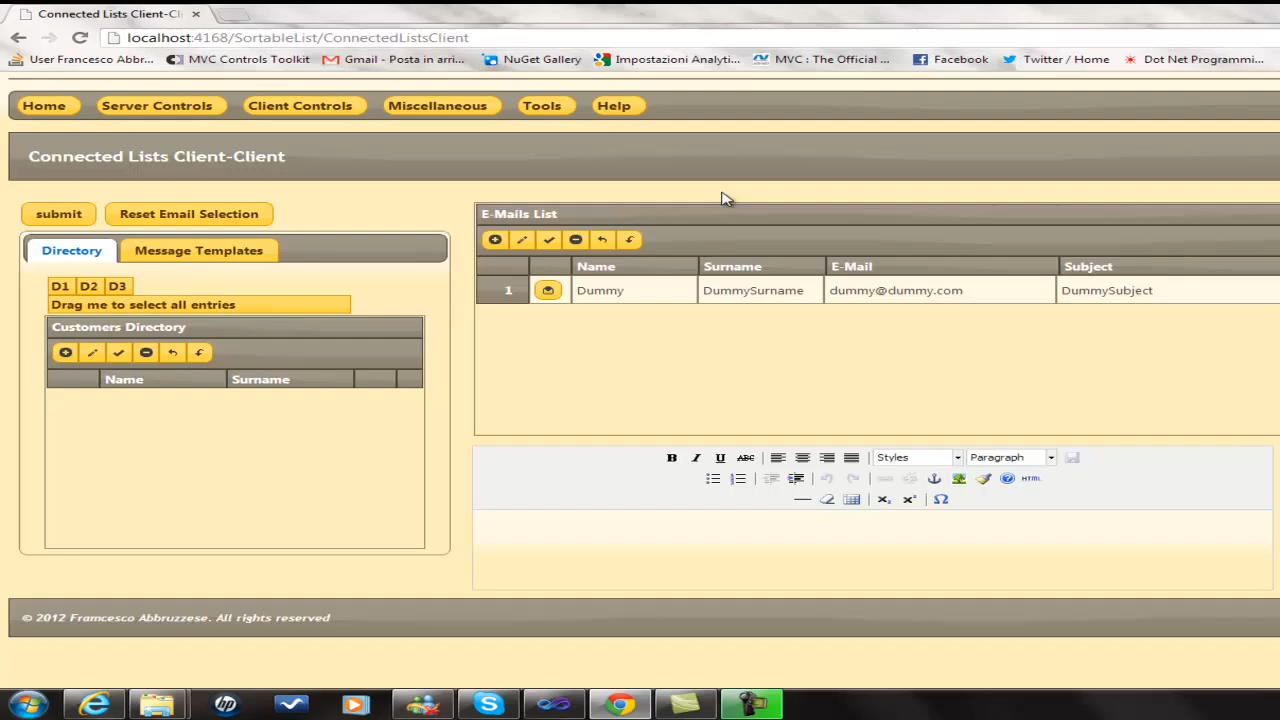 Connected Lists Client-Cl
localhost:4168/SortableList/ConnectedListsClient
User Francesco Abbr... MVC Controls Toolkit Gmail - Posta in arri... NuGet Gallery Impostazioni Analyti... MVC : The Official ... Facebook Twitter / Home Dot Net Programmi...
Home Server Controls Client Controls Miscellaneous Tools Help
Connected Lists Client-Client
submit Reset Email Selection
E-Mails List
Directory Message Templates
Name Surname E-Mail Subject
1 Dummy DummySurname dummy@dummy.com DummySubject
D1 D2 D3
Drag me to select all entries
Customers Directory
Name Surname
B I U ABC Styles Paragraph
HTML
© 2012 Framcesco Abbruzzese. All rights reserved
hp